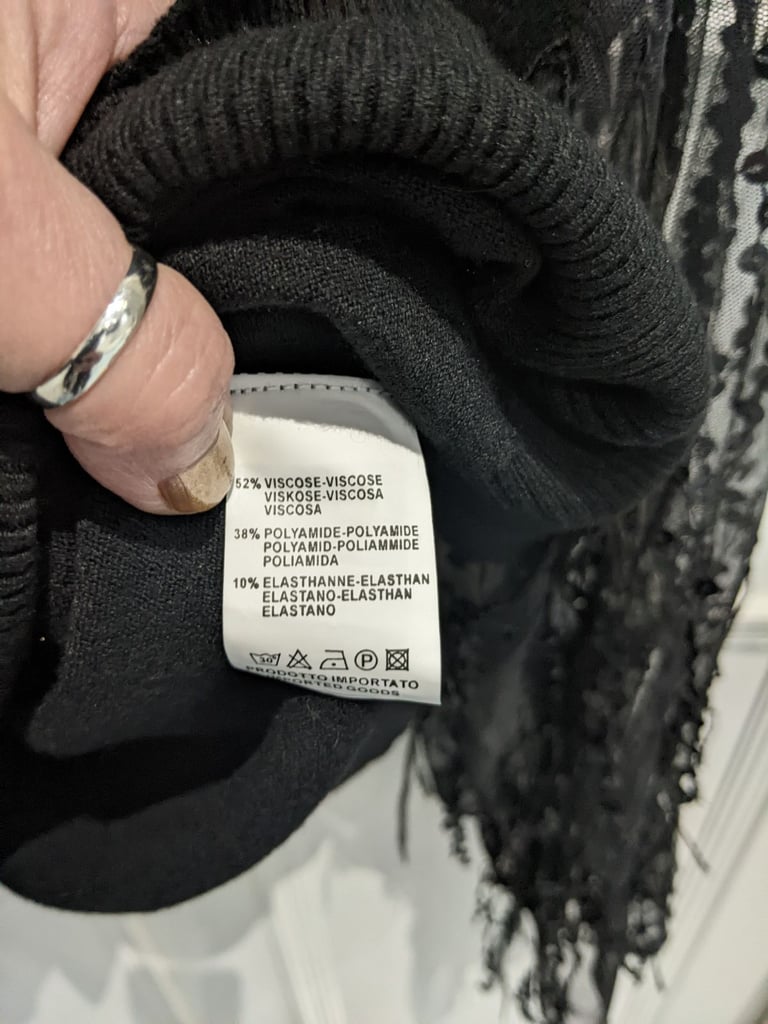 52% VISCOSE-VISCOSE
VISKOSE-VISCOSA
VISCOSA
38% POLYAMIDE-POLYAMIDE
POLYAMID-POLIAMMIDE
POLIAMIDA
10% ELASTHANNE-ELASTHAN
ELASTANO-ELASTHAN
ELASTANO
30° P
PRODOTTO IMPORTATO
IMPORTED GOODS